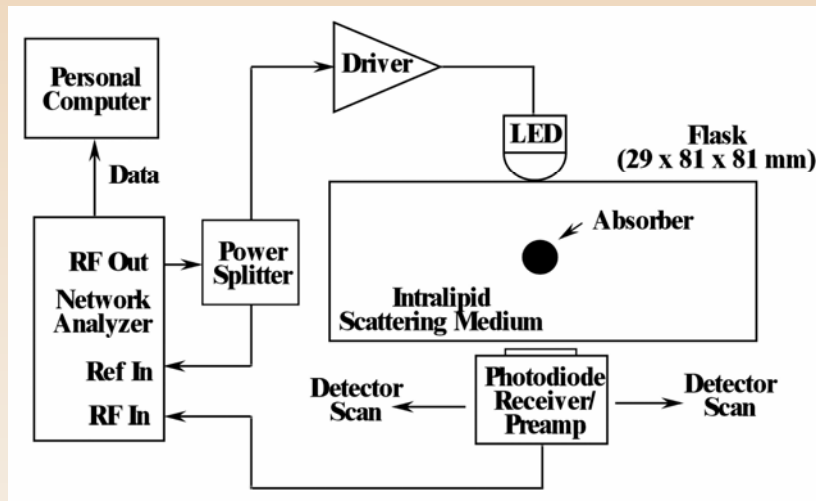 Personal
Computer
Data
RF Out
Network
Analyzer
Ref In
RF In
Power
Splitter
Driver
LED
Flask
(29 x 81 x 81 mm)
Absorber
Intralipid
Scattering Medium
Detector
Scan
Photodiode
Receiver/
Preamp
Detector
Scan